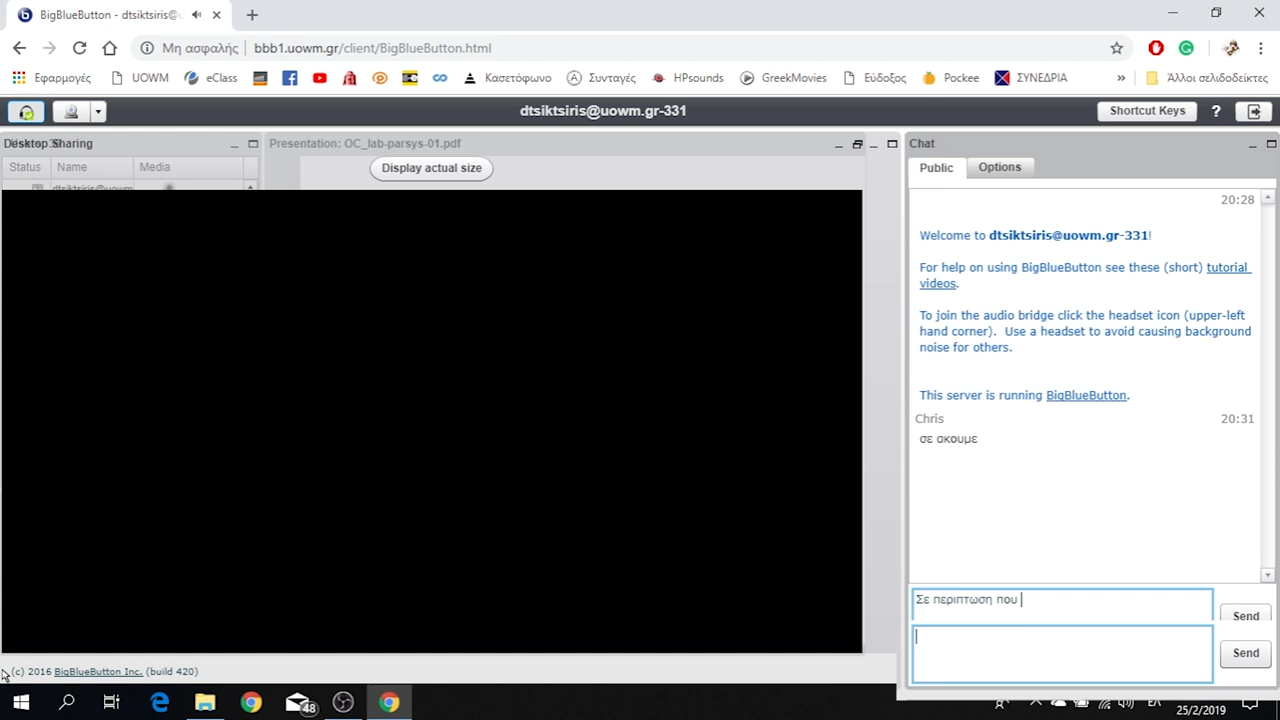 BigBlueButton - dtsiktsiris@
Μη ασφαλής
bbb1.uowm.gr/client/BigBlueButton.html
Εφαρμογές UOWM eClass Κασετόφωνο Συνταγές HPsounds GreekMovies Εύδοξος Pockee ΣΥΝΕΔΡΙΑ » Άλλοι σελιδοδείκτες
dtsiktsiris@uowm.gr-331
Shortcut Keys ?
Desktop Sharing
Presentation: OC_lab-parsys-01.pdf
Chat
Status Name Media
Display actual size
Public Options
dtsiktsiris@uowm
20:28
Welcome to dtsiktsiris@uowm.gr-331!
For help on using BigBlueButton see these (short) tutorial
videos.
To join the audio bridge click the headset icon (upper-left
hand corner). Use a headset to avoid causing background
noise for others.
This server is running BigBlueButton.
Chris 20:31
σε ακουμε
Σε περιπτωση που
Send
Send
(c) 2016 BigBlueButton Inc. (build 420)
48
25/2/2019